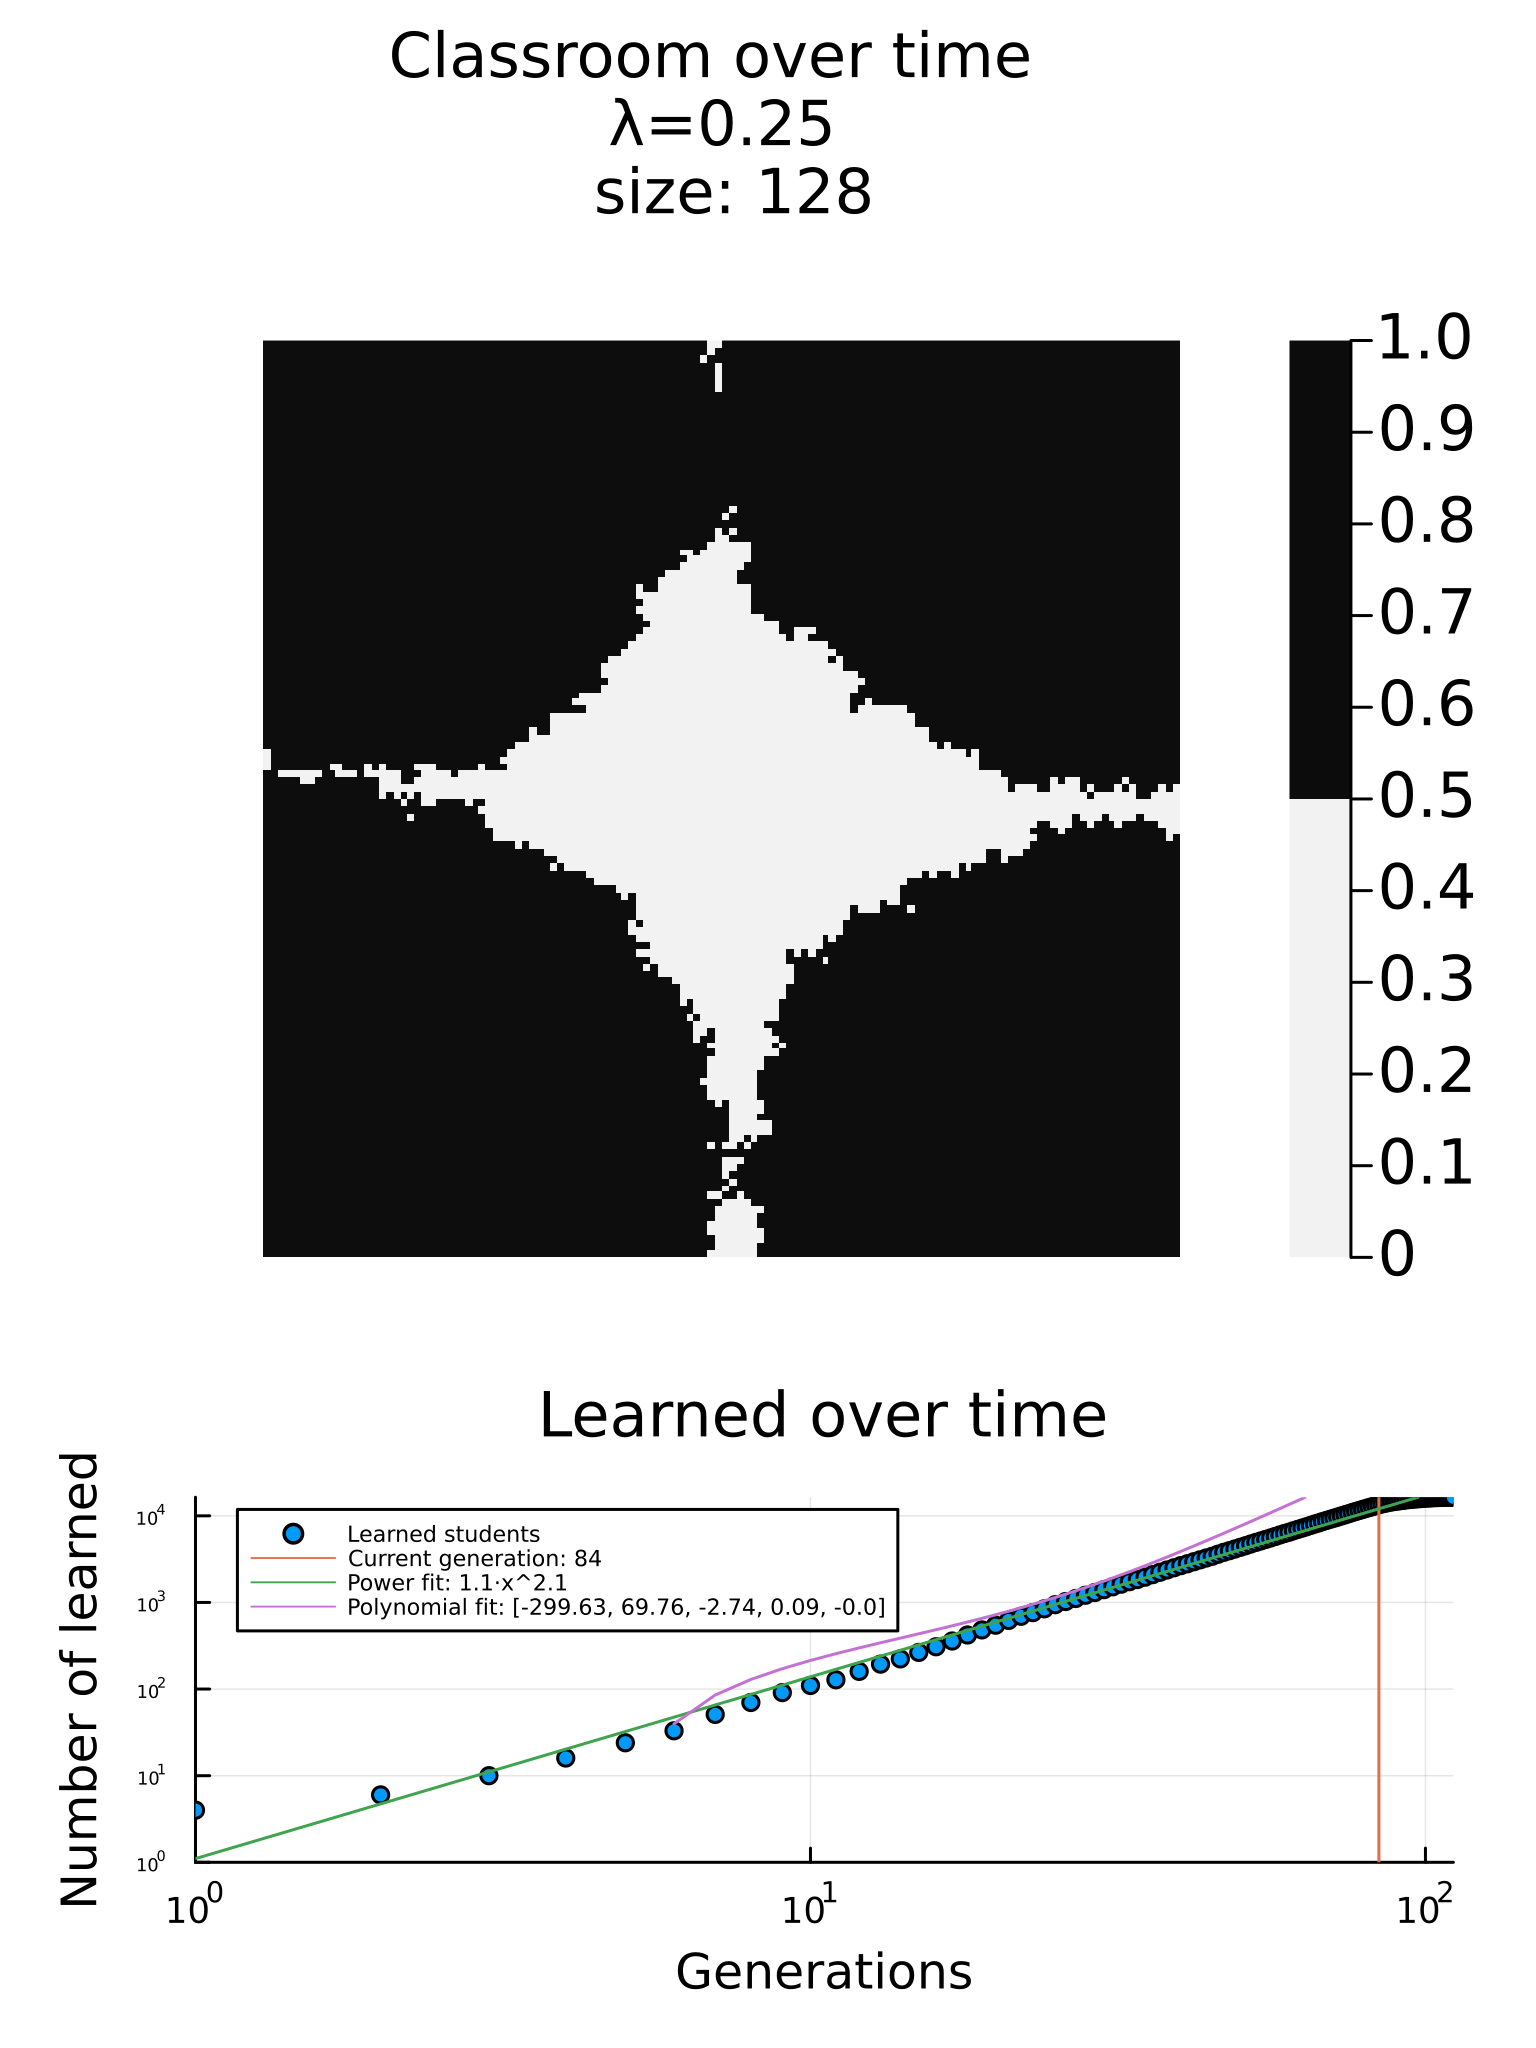 Classroom over time
λ=0.25
size: 128
1.0
0.9
0.8
0.7
0.6
0.5
0.4
0.3
0.2
0.1
0
Learned over time
Number of learned
10^4
10^3
10^2
10^1
10^0
Learned students
Current generation: 84
Power fit: 1.1·x^2.1
Polynomial fit: [-299.63, 69.76, -2.74, 0.09, -0.0]
10^0 10^1 10^2
Generations